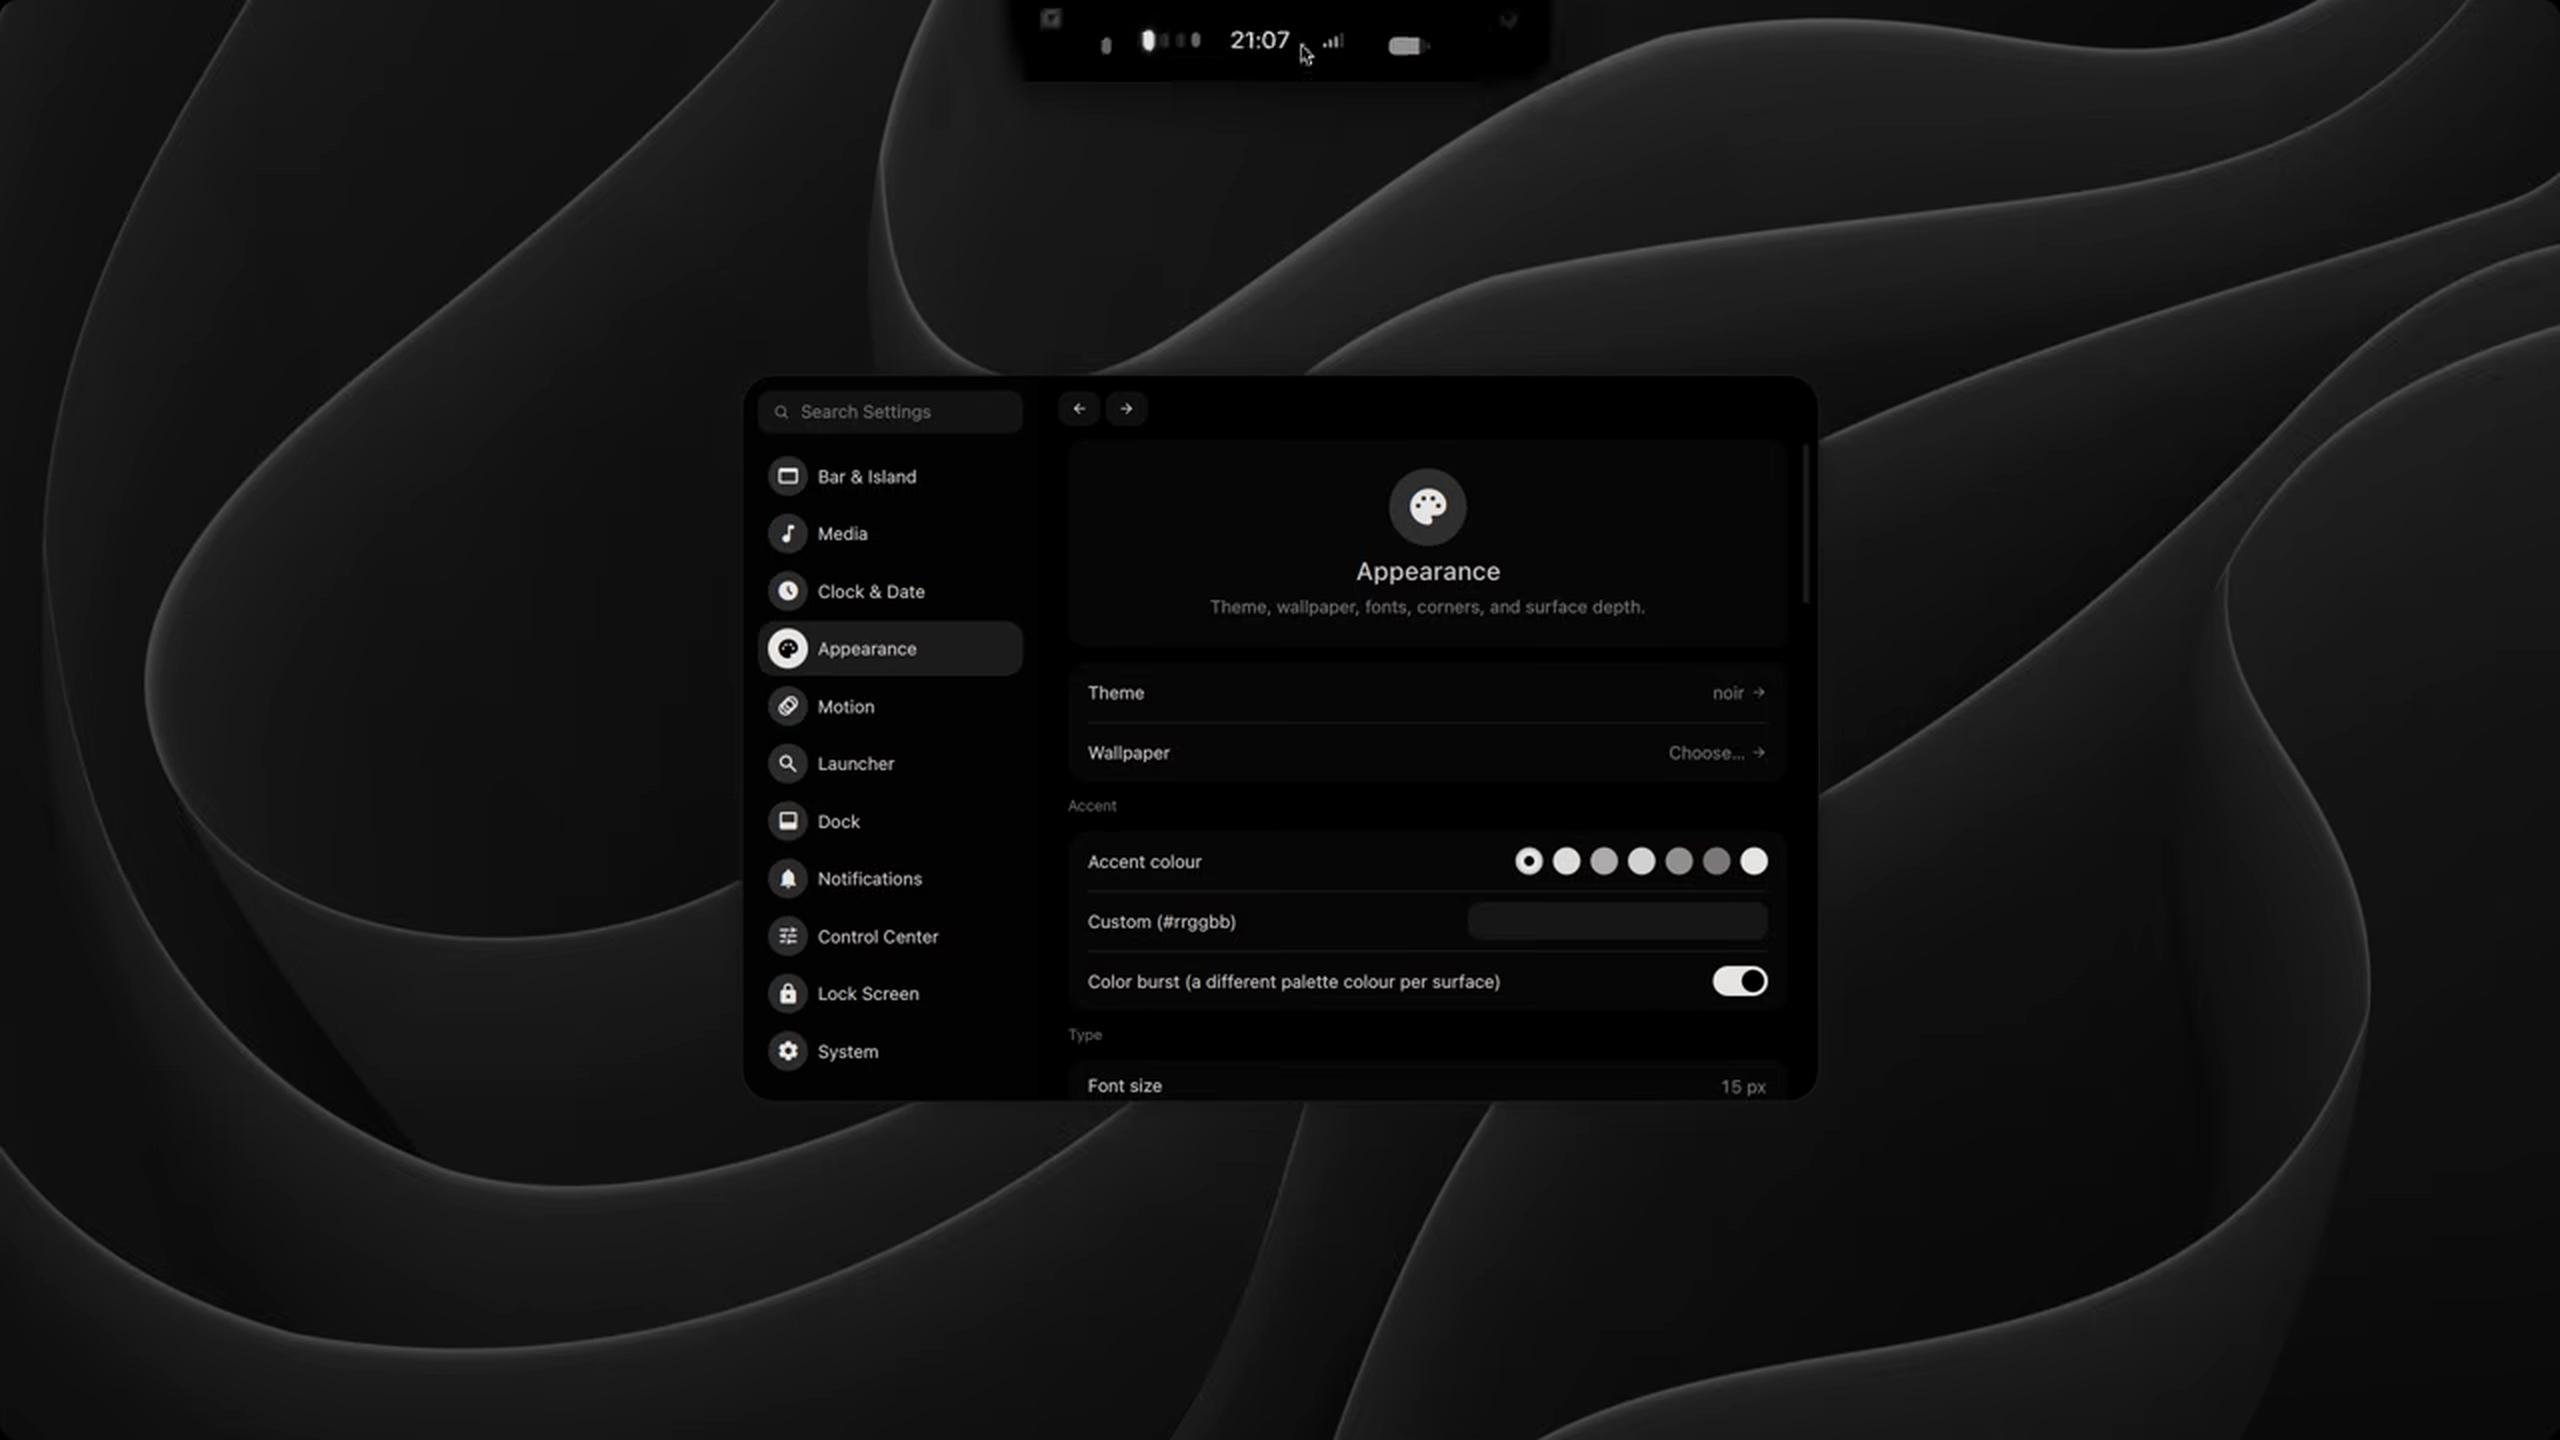 21:07
Search Settings
Bar & Island
Media
Clock & Date
Appearance
Motion
Launcher
Dock
Notifications
Control Center
Lock Screen
System
Appearance
Theme, wallpaper, fonts, corners, and surface depth.
Theme noir
Wallpaper Choose...
Accent
Accent colour
Custom (#rrggbb)
Color burst (a different palette colour per surface)
Type
Font size 15 px